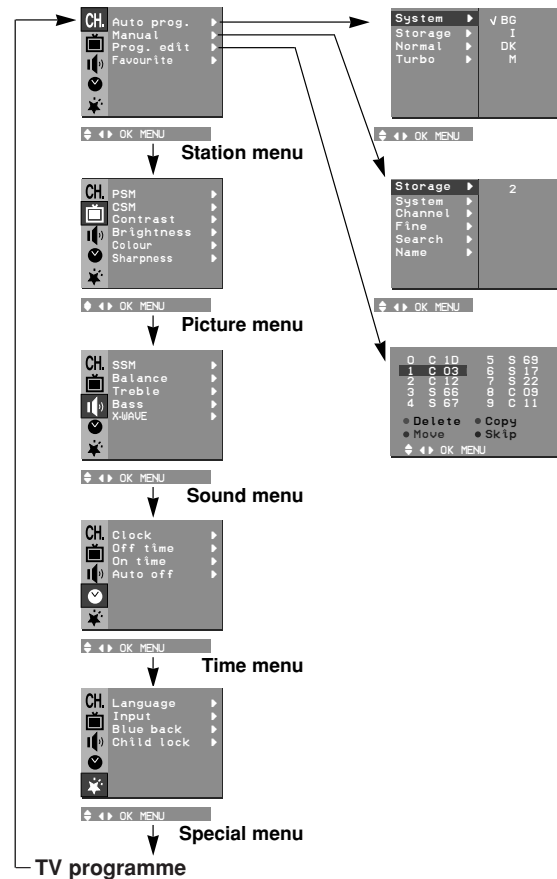 CH.
Auto prog.
Manual
Prog. edit
Favourite
OK MENU
Station menu
System
Storage
Normal
Turbo
√ BG
I
DK
M
OK MENU
CH.
PSM
CSM
Contrast
Brightness
Colour
Sharpness
OK MENU
Picture menu
Storage 2
System
Channel
Fine
Search
Name
OK MENU
CH.
SSM
Balance
Treble
Bass
X-WAVE
OK MENU
Sound menu
0 C 1D 5 S 69
1 C 03 6 S 17
2 C 12 7 S 22
3 S 66 8 C 09
4 S 67 9 C 11
Delete Copy
Move Skip
OK MENU
CH.
Clock
Off time
On time
Auto off
OK MENU
Time menu
CH.
Language
Input
Blue back
Child lock
OK MENU
Special menu
TV programme